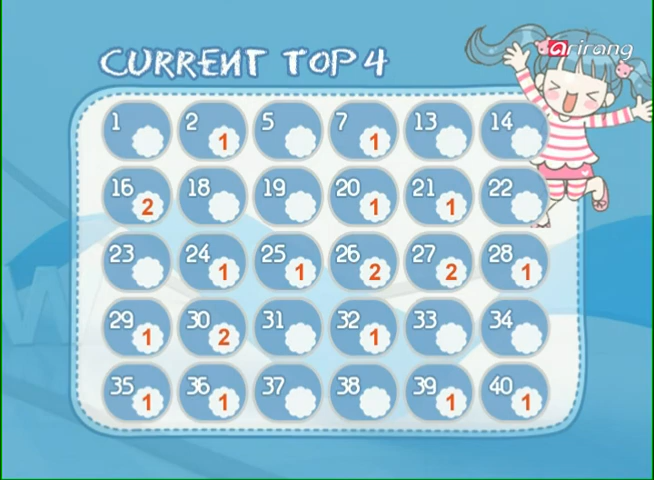 arirang
CURRENT TOP 4
1 2 1 5 7 1 13 14
16 2 18 19 20 1 21 1 22
23 24 1 25 1 26 2 27 2 28 1
29 1 30 2 31 32 1 33 34
35 1 36 1 37 38 39 1 40 1